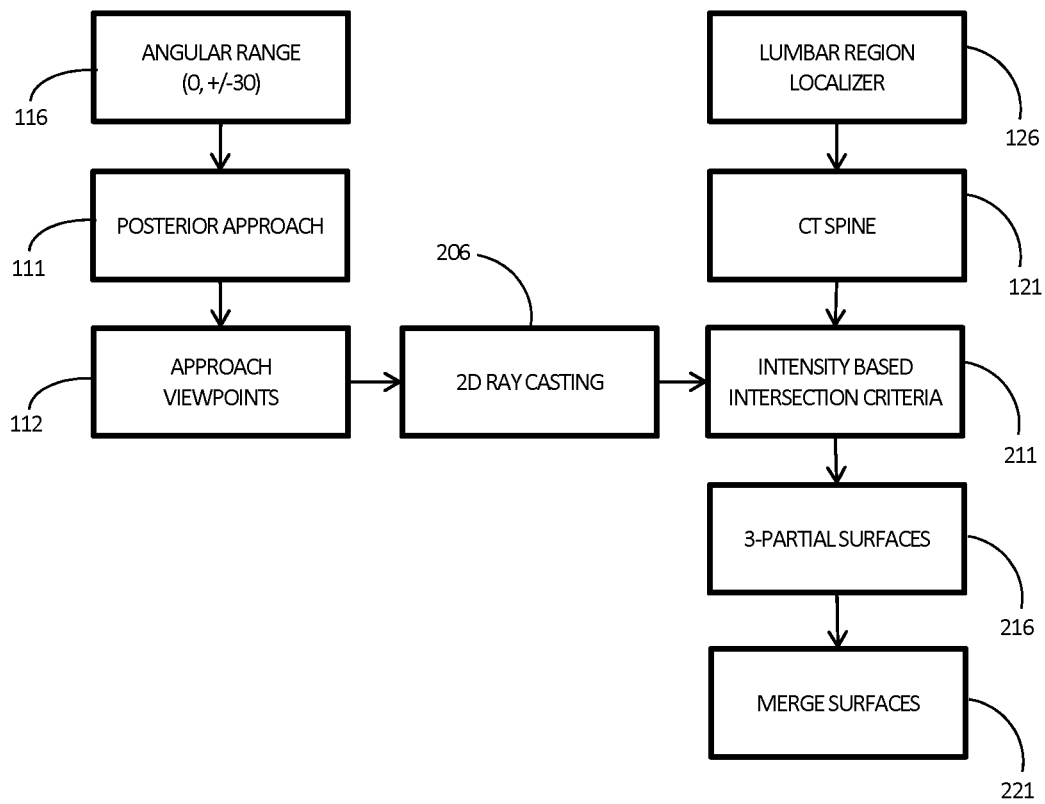 ANGULAR RANGE
(0, +/-30)
116
POSTERIOR APPROACH
111
APPROACH
VIEWPOINTS
112
206
2D RAY CASTING
LUMBAR REGION
LOCALIZER
126
CT SPINE
121
INTENSITY BASED
INTERSECTION CRITERIA
211
3-PARTIAL SURFACES
216
MERGE SURFACES
221